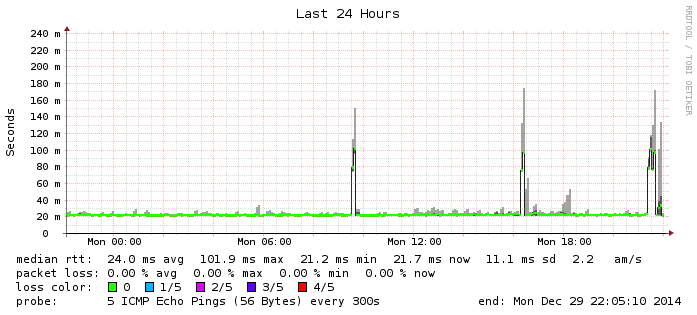 Last 24 Hours
RRDTOOL / TOBI OETIKER
Seconds
240 m
220 m
200 m
180 m
160 m
140 m
120 m
100 m
80 m
60 m
40 m
20 m
0
Mon 00:00 Mon 06:00 Mon 12:00 Mon 18:00
median rtt: 24.0 ms avg 101.9 ms max 21.2 ms min 21.7 ms now 11.1 ms sd 2.2 am/s
packet loss: 0.00 % avg 0.00 % max 0.00 % min 0.00 % now
loss color: 0 1/5 2/5 3/5 4/5
probe: 5 ICMP Echo Pings (56 Bytes) every 300s end: Mon Dec 29 22:05:10 2014